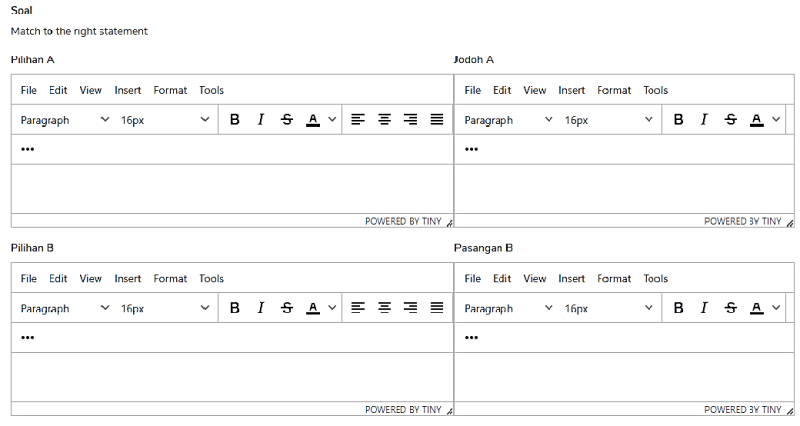 Soal
Match to the right statement
Pilihan A Jodoh A
File Edit View Insert Format Tools File Edit View Insert Format Tools
Paragraph 16px B I S A Paragraph 16px B I S A
•••  •••
POWERED BY TINY POWERED BY TINY
Pilihan B Pasangan B
File Edit View Insert Format Tools File Edit View Insert Format Tools
Paragraph 16px B I S A Paragraph 16px B I S A
•••  •••
POWERED BY TINY POWERED BY TINY